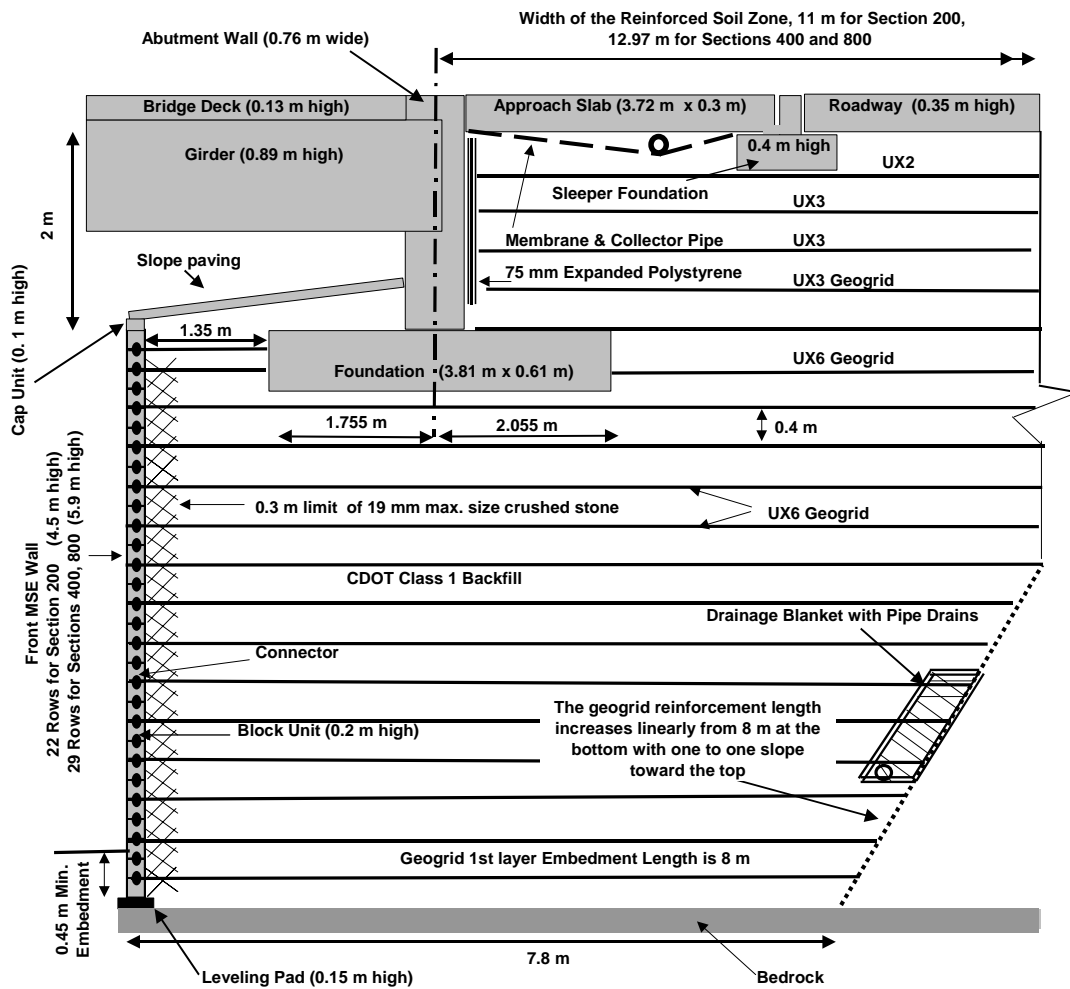 Width of the Reinforced Soil Zone, 11 m for Section 200,
12.97 m for Sections 400 and 800
Abutment Wall (0.76 m wide)
Bridge Deck (0.13 m high)
Approach Slab (3.72 m x 0.3 m)
Roadway (0.35 m high)
Girder (0.89 m high)
0.4 m high
UX2
Sleeper Foundation
UX3
2 m
Membrane & Collector Pipe
UX3
Slope paving
75 mm Expanded Polystyrene
UX3 Geogrid
Cap Unit (0. 1 m high)
1.35 m
Foundation (3.81 m x 0.61 m)
UX6 Geogrid
1.755 m
2.055 m
0.4 m
0.3 m limit of 19 mm max. size crushed stone
UX6 Geogrid
Front MSE Wall
22 Rows for Section 200 (4.5 m high)
29 Rows for Sections 400, 800 (5.9 m high)
CDOT Class 1 Backfill
Drainage Blanket with Pipe Drains
Connector
The geogrid reinforcement length
increases linearly from 8 m at the
bottom with one to one slope
toward the top
Block Unit (0.2 m high)
Geogrid 1st layer Embedment Length is 8 m
0.45 m Min.
Embedment
7.8 m
Leveling Pad (0.15 m high)
Bedrock